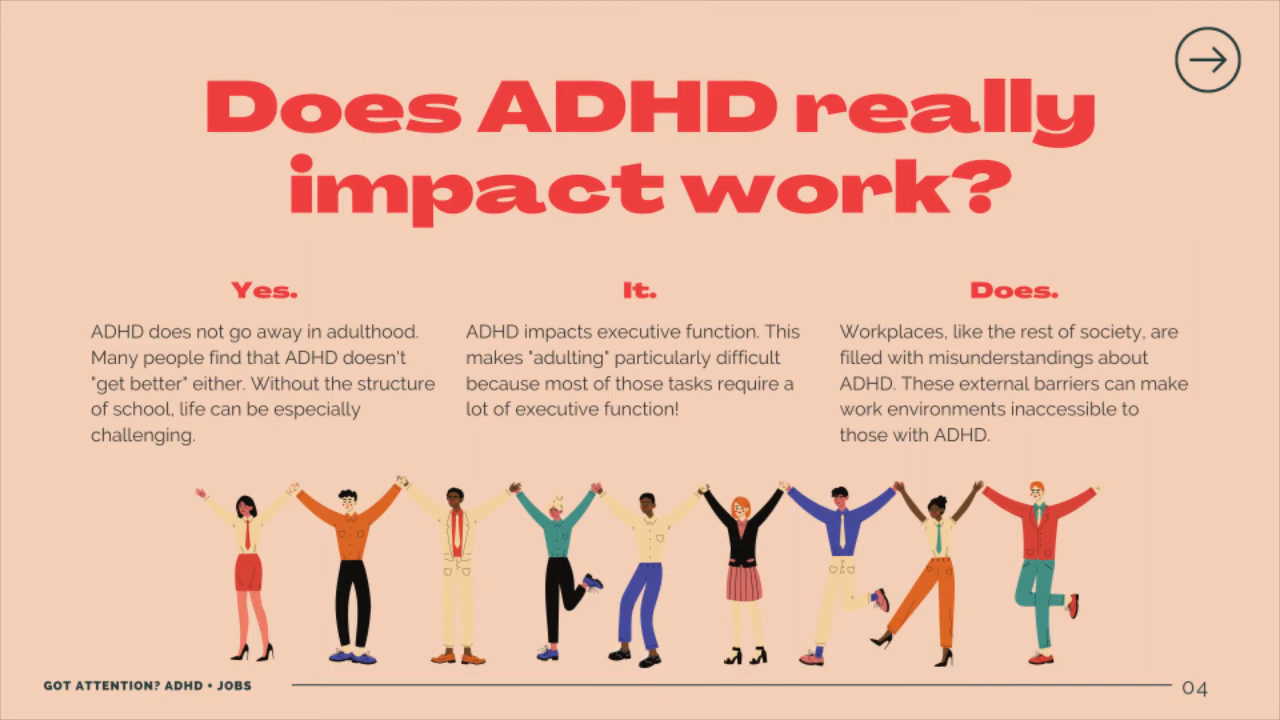 Does ADHD really
impact work?
Yes.
ADHD does not go away in adulthood.
Many people find that ADHD doesn't
"get better" either. Without the structure
of school, life can be especially
challenging.
It.
ADHD impacts executive function. This
makes "adulting" particularly difficult
because most of those tasks require a
lot of executive function!
Does.
Workplaces, like the rest of society, are
filled with misunderstandings about
ADHD. These external barriers can make
work environments inaccessible to
those with ADHD.
GOT ATTENTION? ADHD • JOBS
04